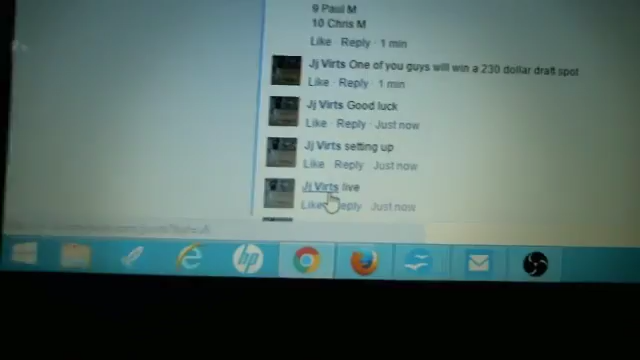 9 Paul M
10 Chris M
Like · Reply · 1 min
Jj Virts One of you guys will win a 230 dollar draft spot
Like · Reply · 1 min
Jj Virts Good luck
Like · Reply · Just now
Jj Virts setting up
Like Reply Just now
Jj Virts live
Like Reply Just now
hp